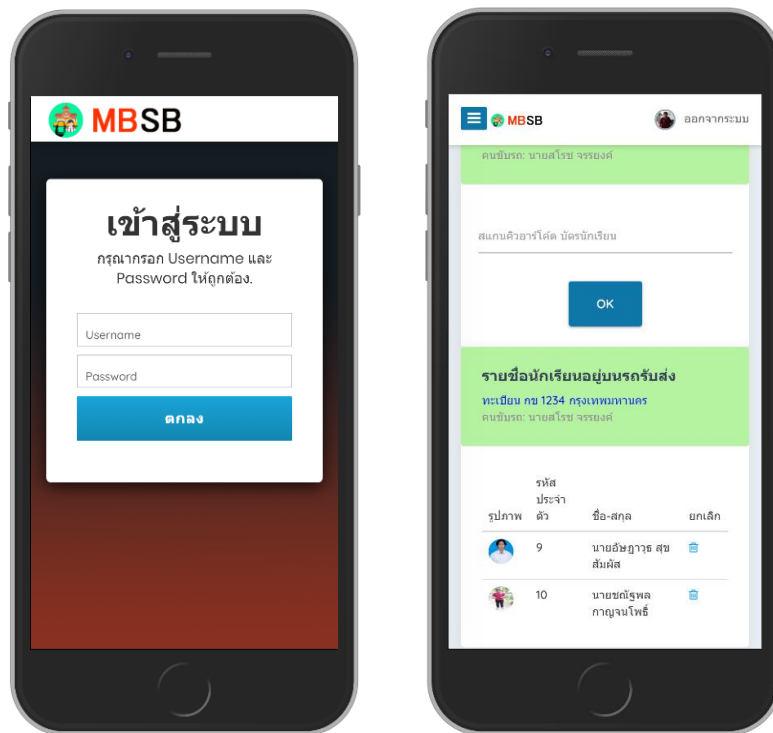 MBSB
เข้าสู่ระบบ
กรุณากรอก Username และ
Password ให้ถูกต้อง.
Username
Password
ตกลง
MBSB
ออกจากระบบ
คนขับรถ: นายสโรช จรรยงค์
สแกนคิวอาร์โค้ด บัตรนักเรียน
OK
รายชื่อนักเรียนอยู่บนรถรับส่ง
ทะเบียน กข 1234 กรุงเทพมหานคร
คนขับรถ: นายสโรช จรรยงค์
รูปภาพ รหัส
ประจำ
ตัว ชื่อ-สกุล ยกเลิก
9 นายอัษฎาวุธ สุข
สัมผัส
10 นายชณัฐพล
กาญจนโพธิ์